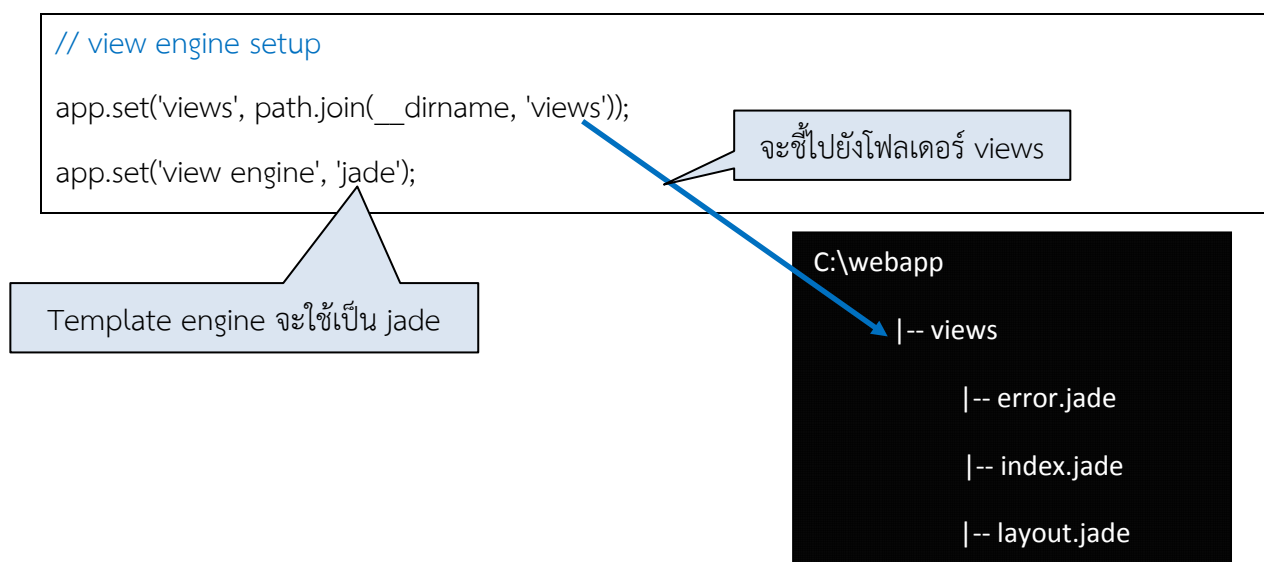 // view engine setup
app.set('views', path.join(__dirname, 'views'));
จะชี้ไปยังโฟลเดอร์ views
app.set('view engine', 'jade');
Template engine จะใช้เป็น jade
C:\webapp
|-- views
|-- error.jade
|-- index.jade
|-- layout.jade